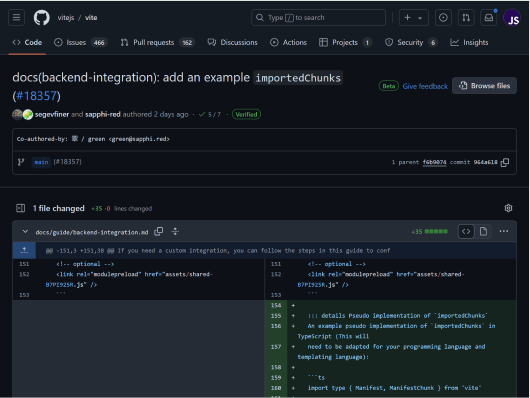 vitejs / vite
Type / to search
JS
Code
Issues 466
Pull requests 162
Discussions
Actions
Projects 1
Security 6
Insights
docs(backend-integration): add an example importedChunks
(#18357)
Beta Give feedback
Browse files
segevfiner and sapphi-red authored 2 days ago · 5 / 7 · Verified
Co-authored-by: 翠 / green <green@sapphi.red>
main (#18357)
1 parent f6b9074 commit 964a618
1 file changed +35 -0 lines changed
docs/guide/backend-integration.md
+35
@@ -151,3 +151,38 @@ If you need a custom integration, you can follow the steps in this guide to conf
151 <!-- optional -->
152 <link rel="modulepreload" href="assets/shared-
B7PI925R.js" />
153 ```
151 <!-- optional -->
152 <link rel="modulepreload" href="assets/shared-
B7PI925R.js" />
153 ```
154 +
155 + ::: details Pseudo implementation of `importedChunks`
156 + An example pseudo implementation of `importedChunks` in
TypeScript (This will
157 + need to be adapted for your programming language and
templating language):
158 +
159 + ```ts
160 + import type { Manifest, ManifestChunk } from 'vite'